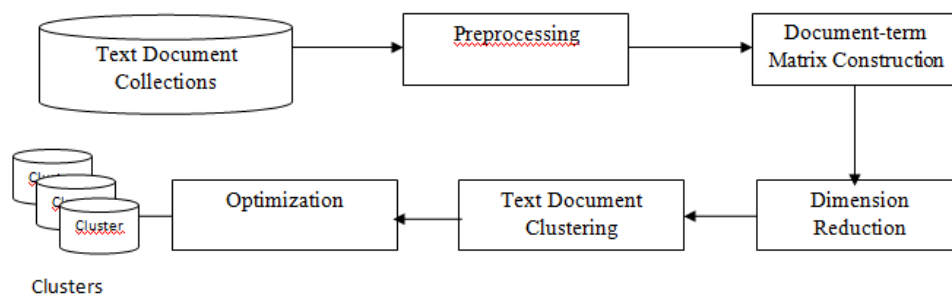 Text Document
Collections
Preprocessing
Document-term
Matrix Construction
Dimension
Reduction
Text Document
Clustering
Optimization
Cluster
Clusters